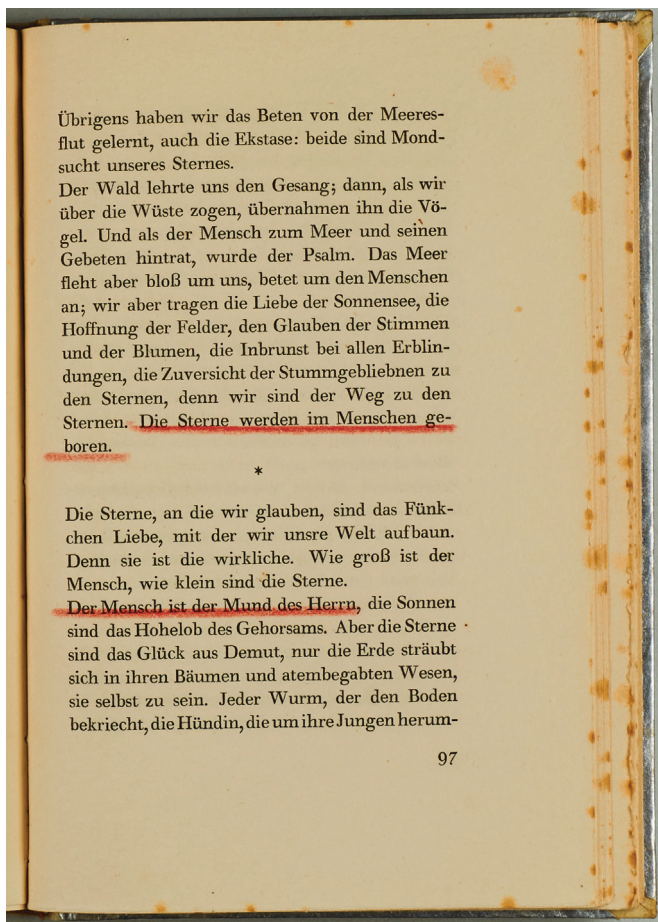 Übrigens haben wir das Beten von der Meeres-
flut gelernt, auch die Ekstase: beide sind Mond-
sucht unseres Sternes.
Der Wald lehrte uns den Gesang; dann, als wir
über die Wüste zogen, übernahmen ihn die Vö-
gel. Und als der Mensch zum Meer und seinen
Gebeten hintrat, wurde der Psalm. Das Meer
fleht aber bloß um uns, betet um den Menschen
an; wir aber tragen die Liebe der Sonnensee, die
Hoffnung der Felder, den Glauben der Stimmen
und der Blumen, die Inbrunst bei allen Erblin-
dungen, die Zuversicht der Stummgebliebnen zu
den Sternen, denn wir sind der Weg zu den
Sternen. Die Sterne werden im Menschen ge-
boren.
*
Die Sterne, an die wir glauben, sind das Fünk-
chen Liebe, mit der wir unsre Welt aufbaun.
Denn sie ist die wirkliche. Wie groß ist der
Mensch, wie klein sind die Sterne.
Der Mensch ist der Mund des Herrn, die Sonnen
sind das Hohelob des Gehorsams. Aber die Sterne
sind das Glück aus Demut, nur die Erde sträubt
sich in ihren Bäumen und atembegabten Wesen,
sie selbst zu sein. Jeder Wurm, der den Boden
bekriecht, die Hündin, die um ihre Jungen herum-
97